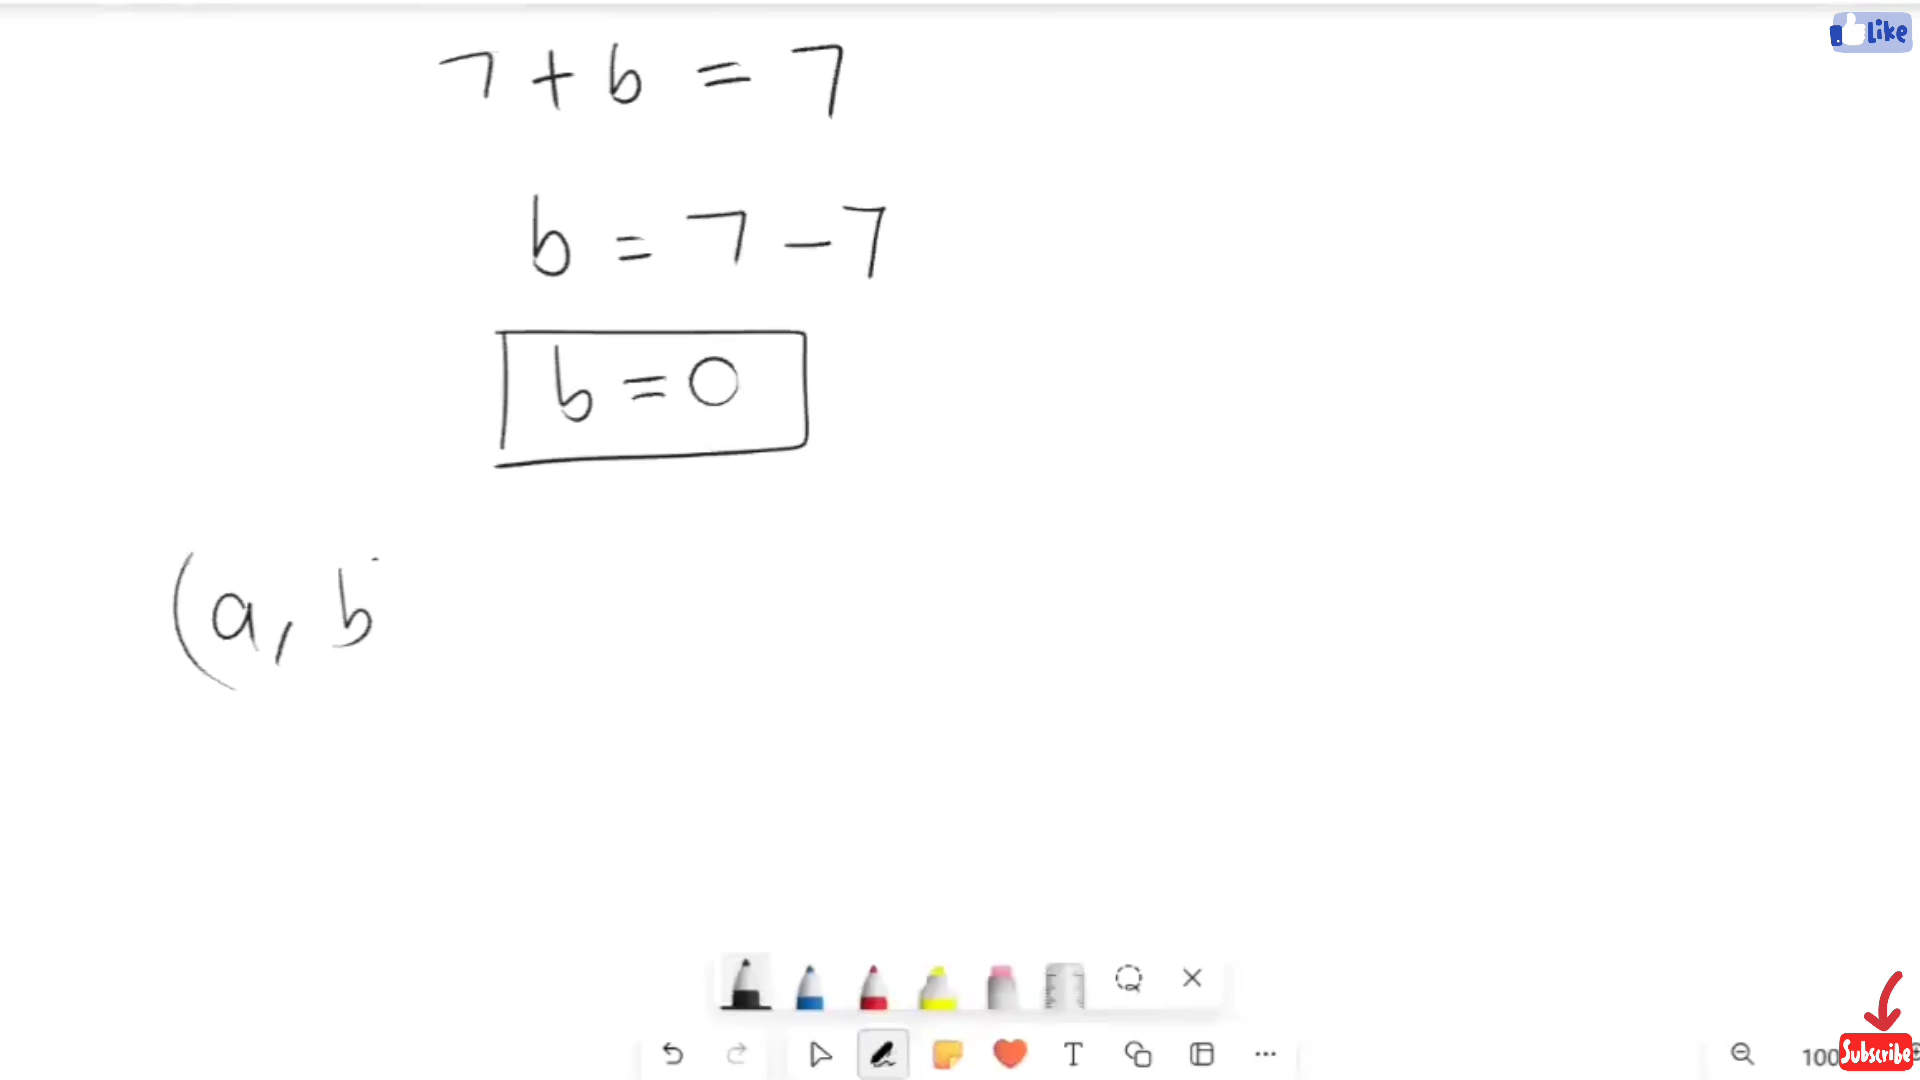 7 + b = 7
Like
b = 7 - 7
b = 0
(a, b
T
100
Subscribe